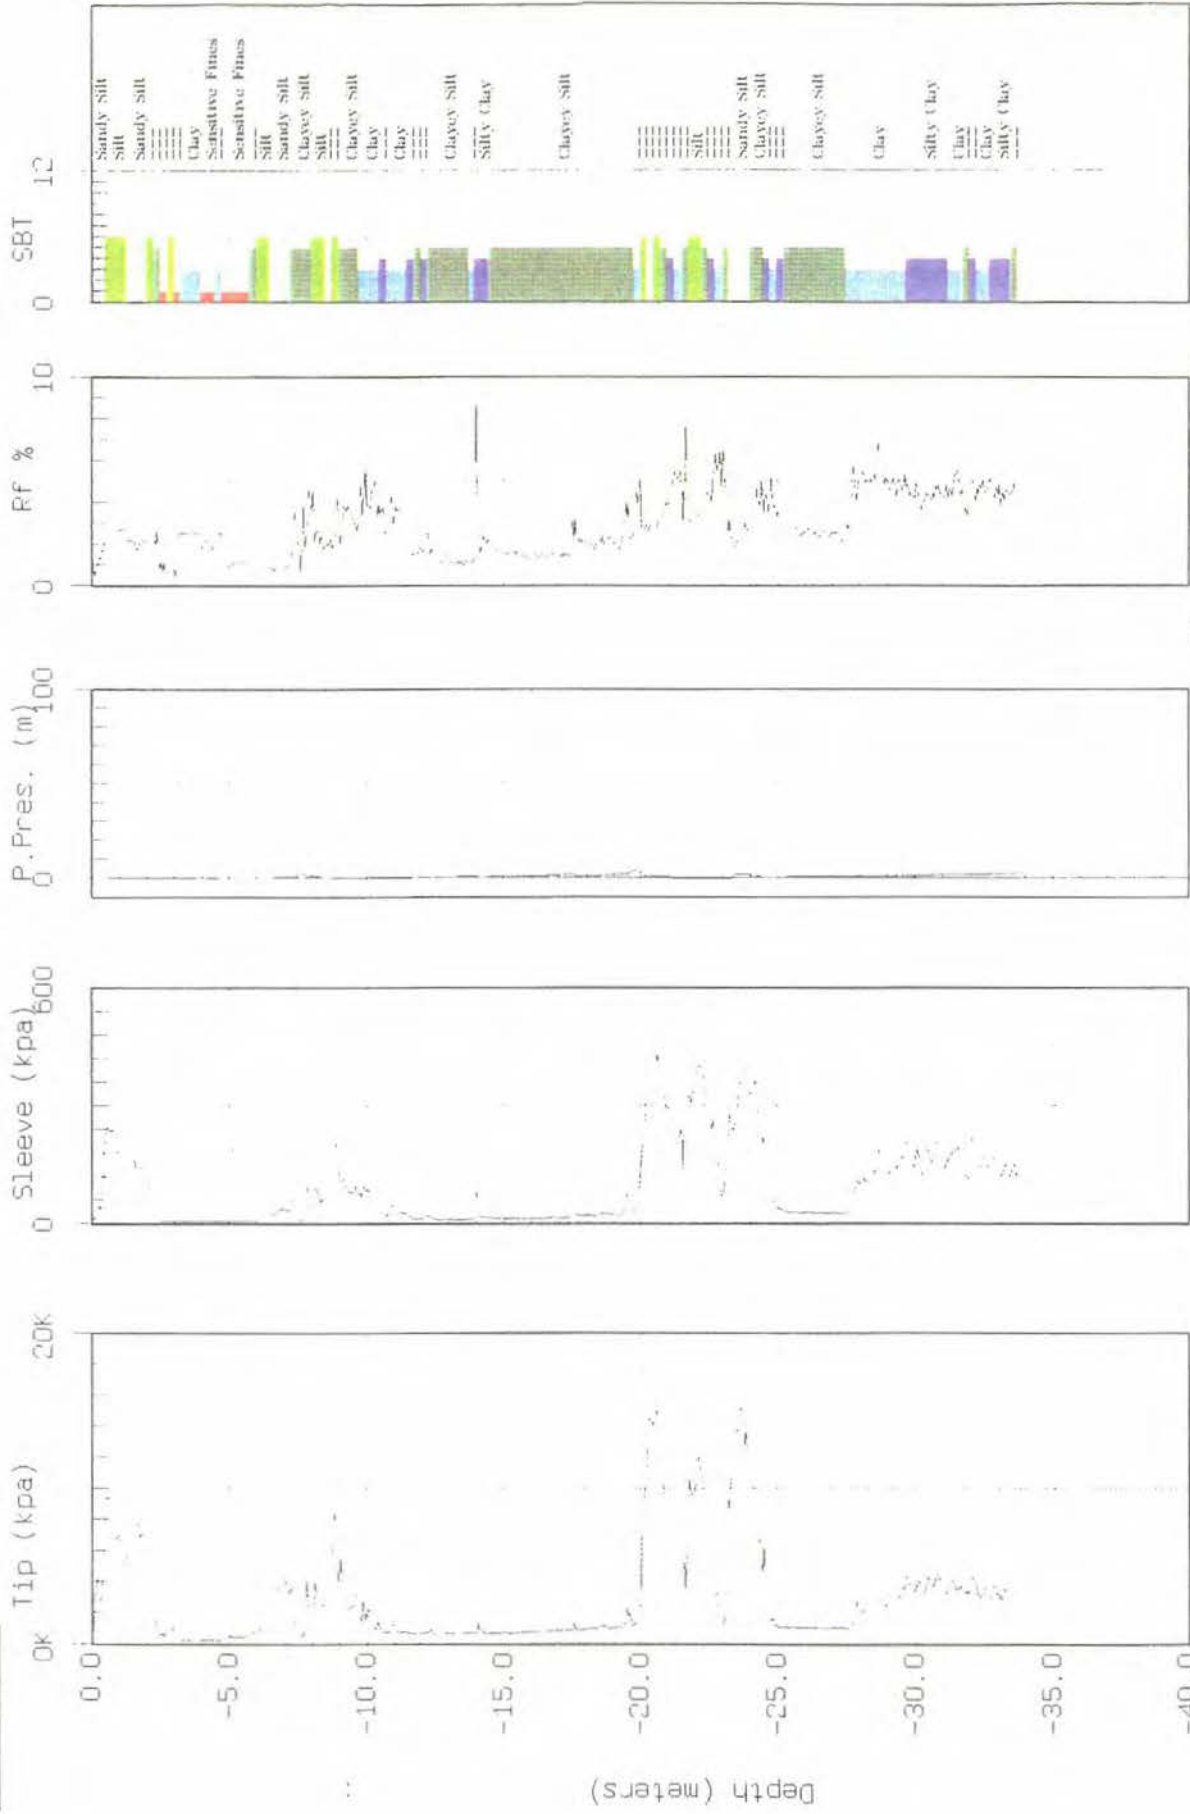 SBT
0
12
Sandy Silt
Silt
Sandy Silt
Clay
Sensitive Fines
Sensitive Fines
Silt
Sandy Silt
Clayey Silt
Silt
Clayey Silt
Clay
Clay
Clayey Silt
Silty Clay
Clayey Silt
Silt
Sandy Silt
Clayey Silt
Clayey Silt
Clay
Silty Clay
Clay
Clay
Silty Clay
Rf %
0
10
P.Pres. (m)
0
100
Sleeve (kpa)
0
600
Tip (kpa)
0K
20K
0.0
-5.0
-10.0
-15.0
-20.0
-25.0
-30.0
-35.0
-40.0
Depth (meters)